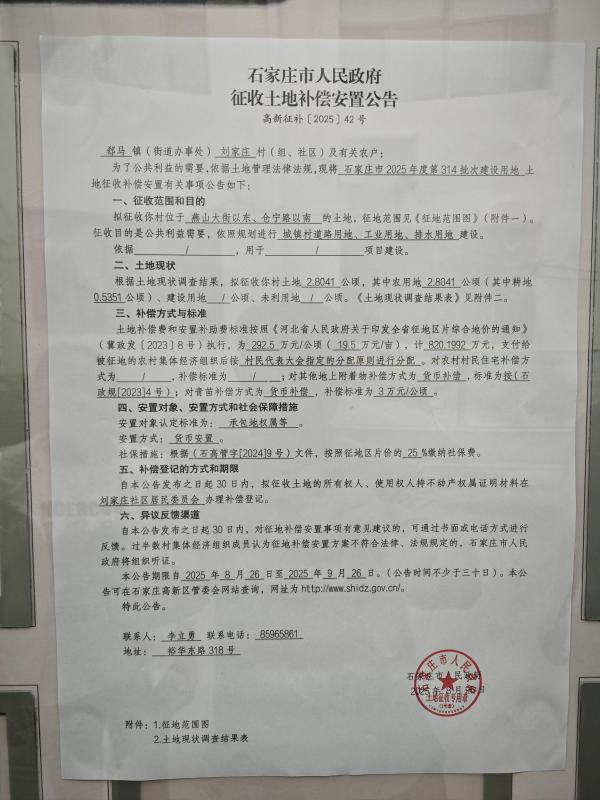 石家庄市人民政府
征收土地补偿安置公告
高新征补〔2025〕42号
郄马 镇（街道办事处）刘家庄 村（组、社区）及有关农户：
为了公共利益的需要，依据土地管理法律法规，现将 石家庄市2025年度第314批次建设用地 土
地征收补偿安置有关事项公告如下：
一、征收范围和目的
拟征收你村位于 燕山大街以东、仓宁路以南 的土地，征地范围见《征地范围图》（附件一）。
征收目的是公共利益需要，依照规划进行 城镇村道路用地、工业用地、排水用地 建设。
依据 / ，用于 / 项目建设。
二、土地现状
根据土地现状调查结果，拟征收你村土地 2.8041 公顷，其中农用地 2.8041 公顷（其中耕地
0.5351 公顷）、建设用地 / 公顷、未利用地 / 公顷。《土地现状调查结果表》见附件二。
三、补偿方式与标准
土地补偿费和安置补助费标准按照《河北省人民政府关于印发全省征地区片综合地价的通知》
（冀政发〔2023〕8号）执行，为 292.5 万元/公顷（ 19.5 万元/亩），计 820.1992 万元，支付给
被征地的农村集体经济组织后按 村民代表大会指定的分配原则进行分配 。对农村村民住宅补偿方
式为 / ，补偿标准为 / ；对其他地上附着物补偿方式为 货币补偿 ，标准为 按（石
政规[2023]4号）；对青苗补偿方式为 货币补偿 ，补偿标准为 3万元/公顷 。
四、安置对象、安置方式和社会保障措施
安置对象认定标准为： 承包地权属等 。
安置方式： 货币安置 。
社保措施：根据（石高管字[2024]9号）文件，按照征地区片价的 25 %缴纳社保费。
五、补偿登记的方式和期限
自本公告发布之日起30日内，拟征收土地的所有权人、使用权人持不动产权属证明材料在
刘家庄社区居民委员会 办理补偿登记。
六、异议反馈渠道
自本公告发布之日起30日内，对征地补偿安置事项有意见建议的，可通过书面或电话方式进行
反馈。过半数村集体经济组织成员认为征地补偿安置方案不符合法律、法规规定的，石家庄市人民
政府将组织听证。
本公告期限自 2025 年 8 月 26 日至 2025 年 9 月 26 日。（公告时间不少于三十日）。本公
告可在石家庄高新区管委会网站查询，网址为http://www.shidz.gov.cn/。
特此公告。
联系人： 李立勇 联系电话： 85965861
地址： 裕华东路318号
石家庄市人民政府
附件：1.征地范围图
2.土地现状调查结果表